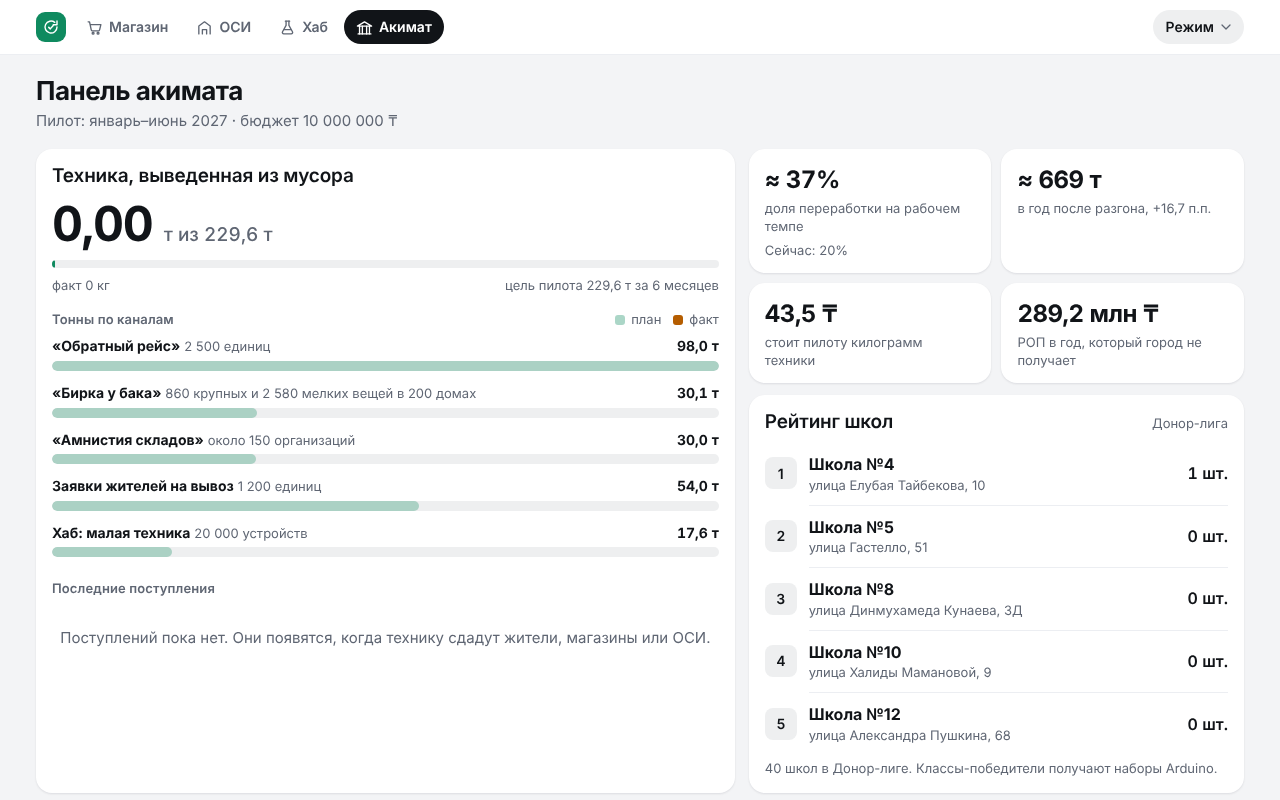 Магазин
ОСИ
Хаб
Акимат
Режим
Панель акимата
Пилот: январь–июнь 2027 · бюджет 10 000 000 ₸
Техника, выведенная из мусора
0,00 т из 229,6 т
факт 0 кг
цель пилота 229,6 т за 6 месяцев
Тонны по каналам
план
факт
«Обратный рейс» 2 500 единиц
98,0 т
«Бирка у бака» 860 крупных и 2 580 мелких вещей в 200 домах
30,1 т
«Амнистия складов» около 150 организаций
30,0 т
Заявки жителей на вывоз 1 200 единиц
54,0 т
Хаб: малая техника 20 000 устройств
17,6 т
Последние поступления
Поступлений пока нет. Они появятся, когда технику сдадут жители, магазины или ОСИ.
≈ 37%
доля переработки на рабочем
темпе
Сейчас: 20%
≈ 669 т
в год после разгона, +16,7 п.п.
43,5 ₸
стоит пилоту килограмм
техники
289,2 млн ₸
РОП в год, который город не
получает
Рейтинг школ
Донор-лига
1
Школа №4
улица Елубая Тайбекова, 10
1 шт.
2
Школа №5
улица Гастелло, 51
0 шт.
3
Школа №8
улица Динмухамеда Кунаева, 3Д
0 шт.
4
Школа №10
улица Халиды Мамановой, 9
0 шт.
5
Школа №12
улица Александра Пушкина, 68
0 шт.
40 школ в Донор-лиге. Классы-победители получают наборы Arduino.